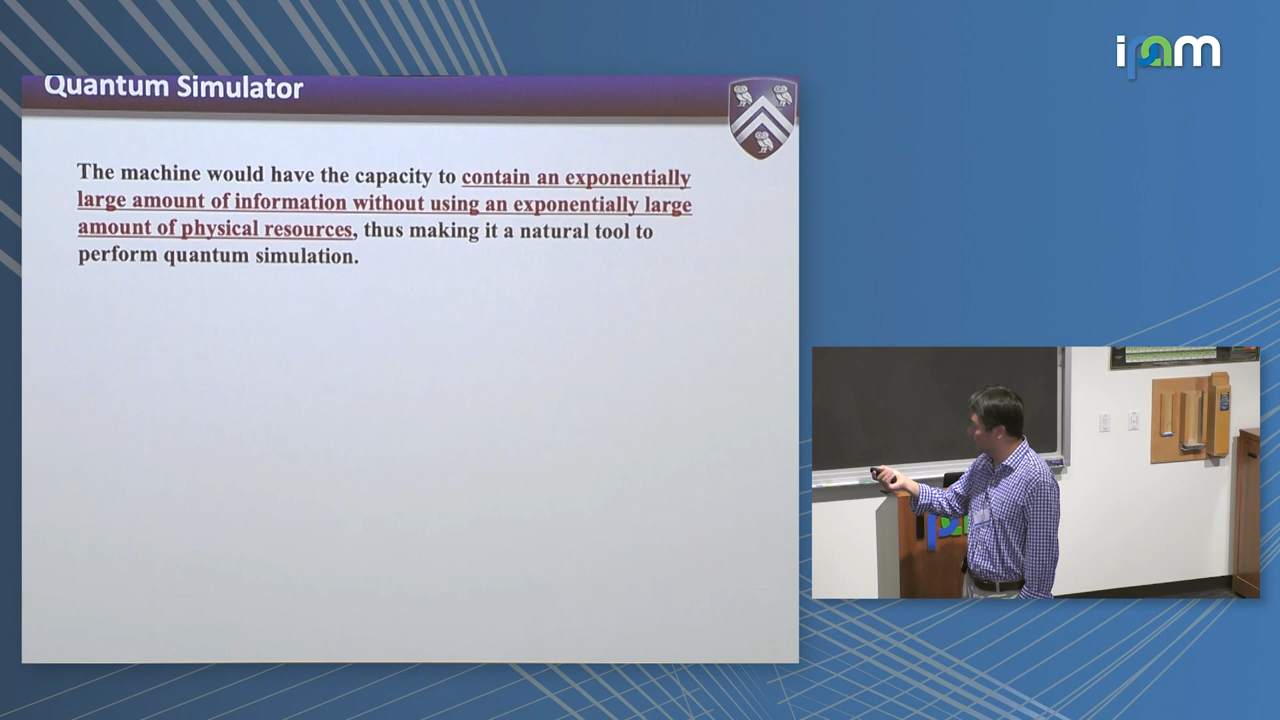 ipam
Quantum Simulator
The machine would have the capacity to contain an exponentially
large amount of information without using an exponentially large
amount of physical resources, thus making it a natural tool to
perform quantum simulation.